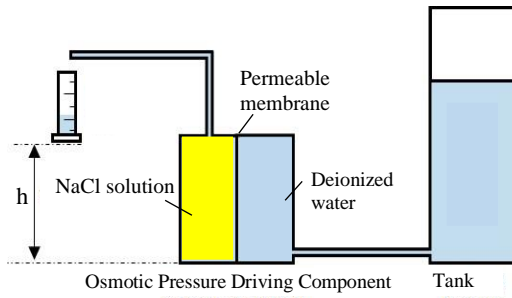 Permeable
membrane
h
NaCl solution
Deionized
water
Osmotic Pressure Driving Component
Tank